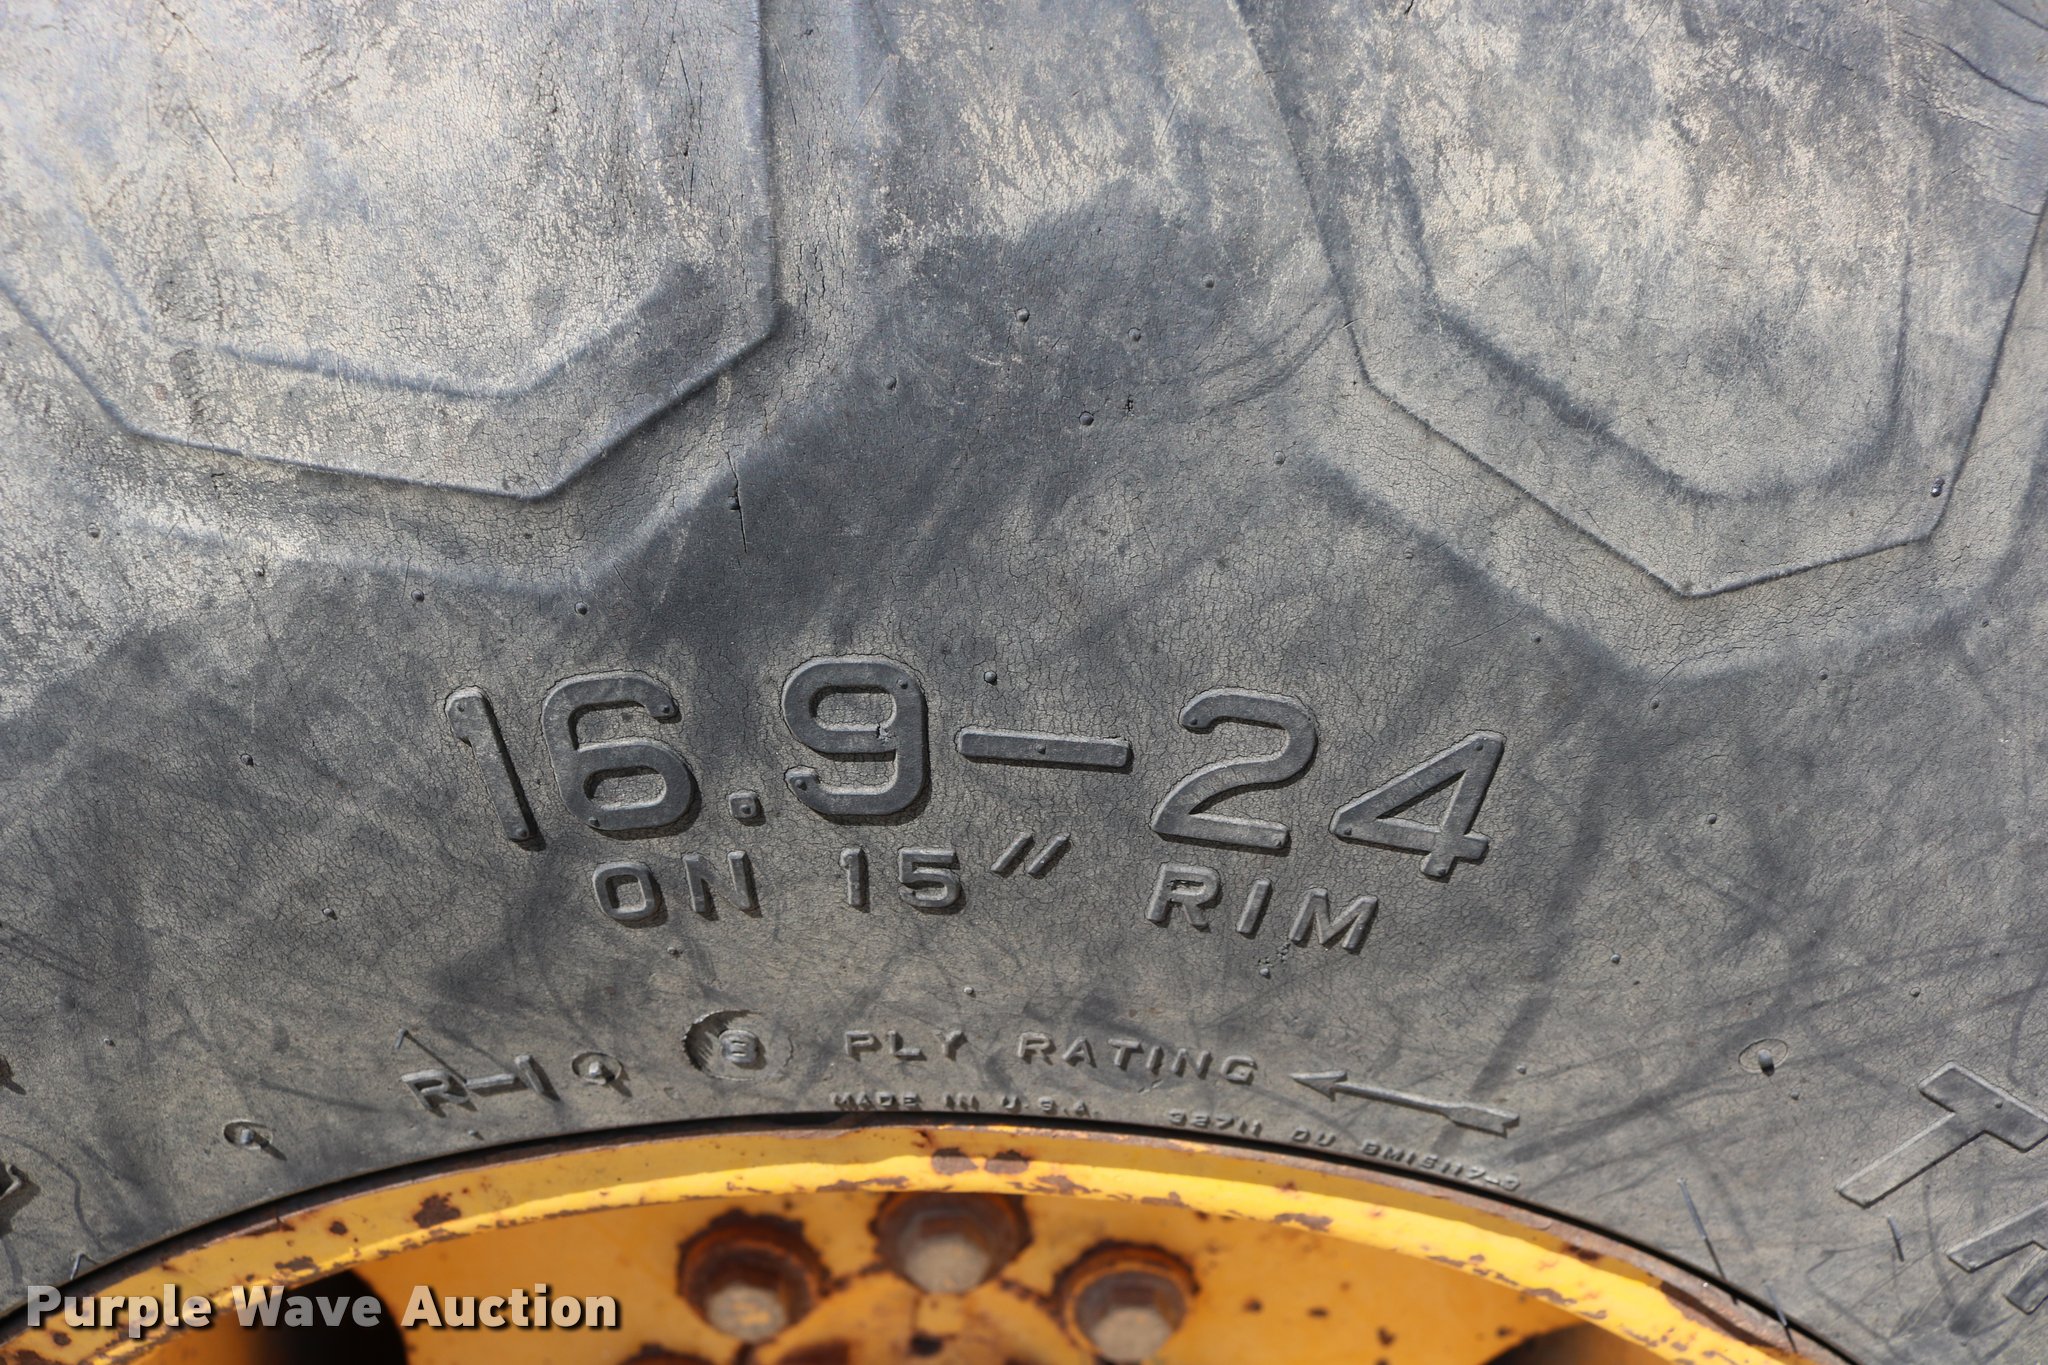 16.9-24
ON 15" RIM
R-1 8 PLY RATING
MADE IN U.S.A.
Purple Wave Auction